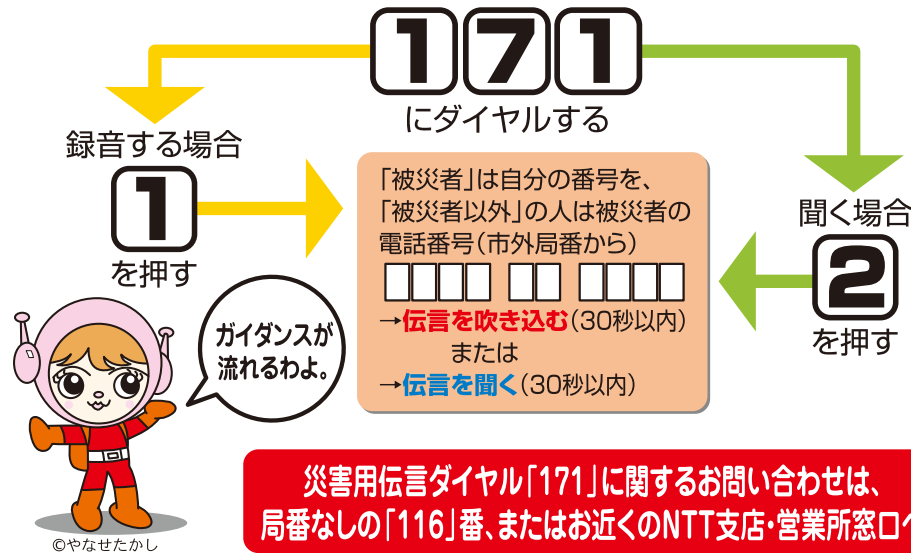 171
にダイヤルする
録音する場合
1
を押す
「被災者」は自分の番号を、
「被災者以外」の人は被災者の
電話番号(市外局番から)
→伝言を吹き込む(30秒以内)
または
→伝言を聞く(30秒以内)
聞く場合
2
を押す
ガイダンスが
流れるわよ。
災害用伝言ダイヤル「171」に関するお問い合わせは、
局番なしの「116」番、またはお近くのNTT支店・営業所窓口へ
©やなせたかし